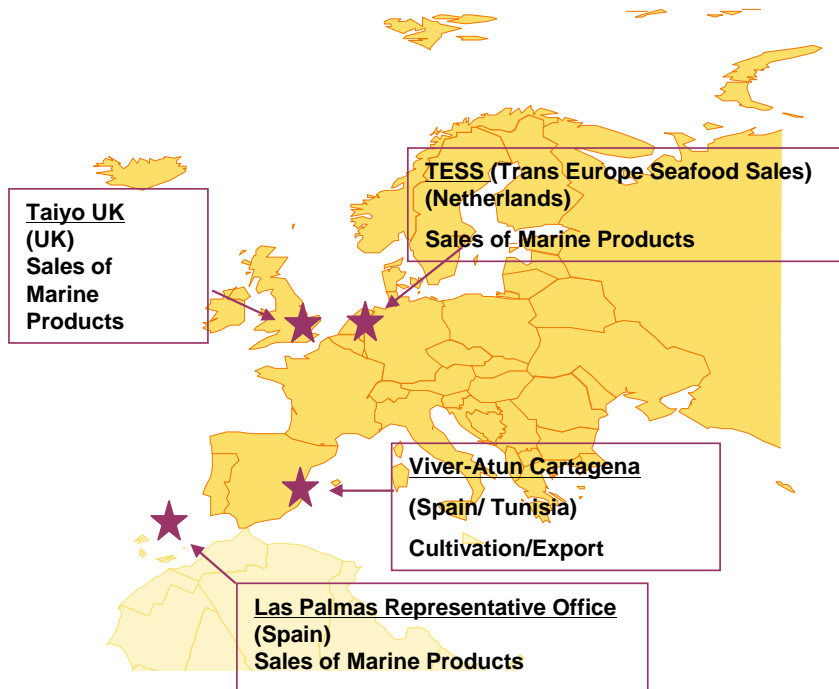 TESS (Trans Europe Seafood Sales)
(Netherlands)
Sales of Marine Products
Taiyo UK
(UK)
Sales of
Marine
Products
Viver-Atun Cartagena
(Spain/ Tunisia)
Cultivation/Export
Las Palmas Representative Office
(Spain)
Sales of Marine Products